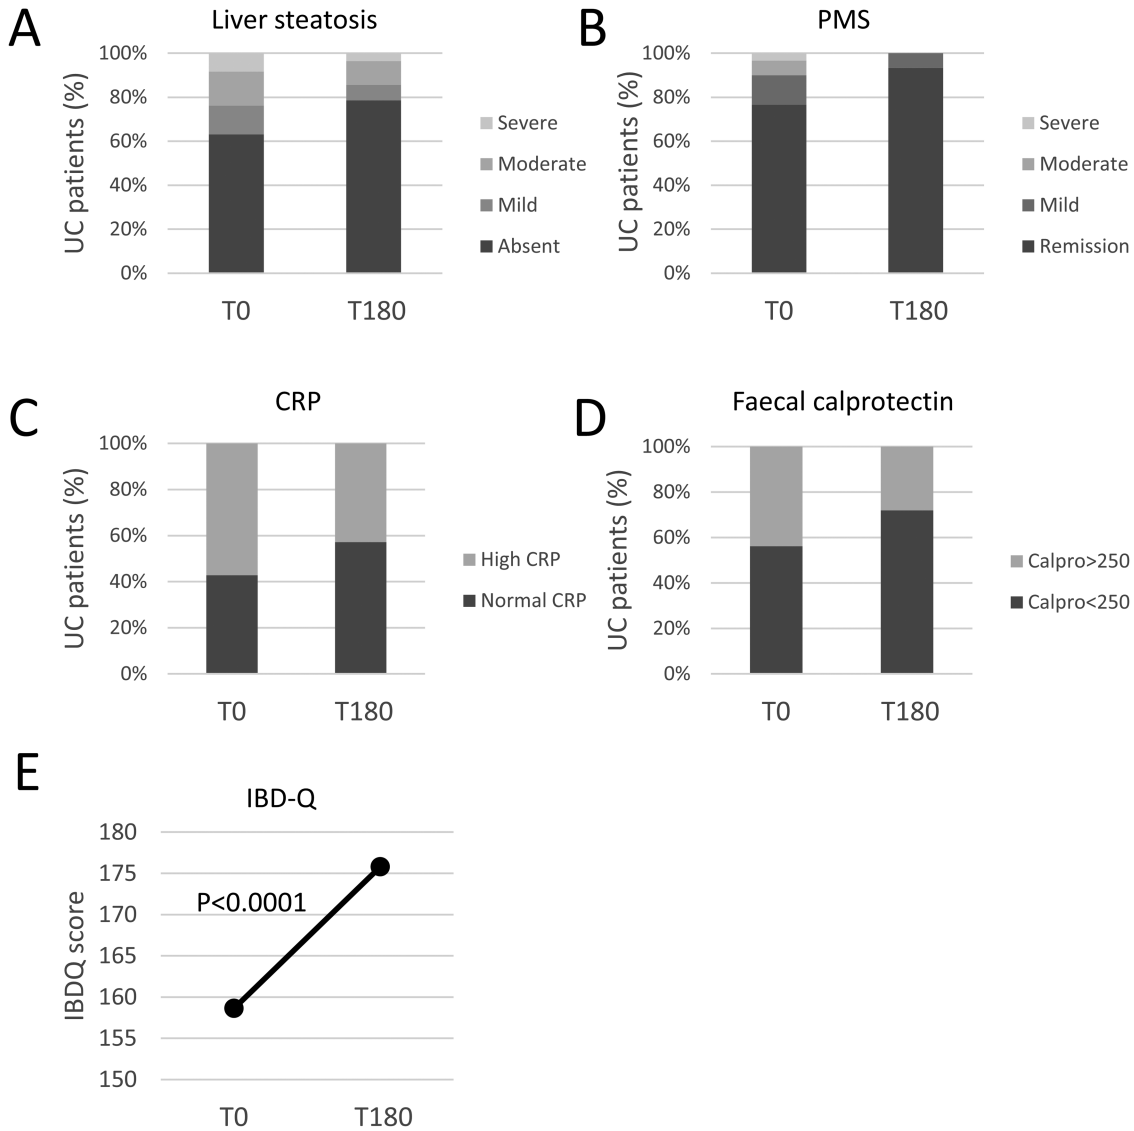 A
Liver steatosis
UC patients (%)
100%
80%
60%
40%
20%
0%
T0
T180
Severe
Moderate
Mild
Absent
B
PMS
UC patients (%)
100%
80%
60%
40%
20%
0%
T0
T180
Severe
Moderate
Mild
Remission
C
CRP
UC patients (%)
100%
80%
60%
40%
20%
0%
T0
T180
High CRP
Normal CRP
D
Faecal calprotectin
UC patients (%)
100%
80%
60%
40%
20%
0%
T0
T180
Calpro>250
Calpro<250
E
IBD-Q
IBDQ score
180
175
170
165
160
155
150
P<0.0001
T0
T180